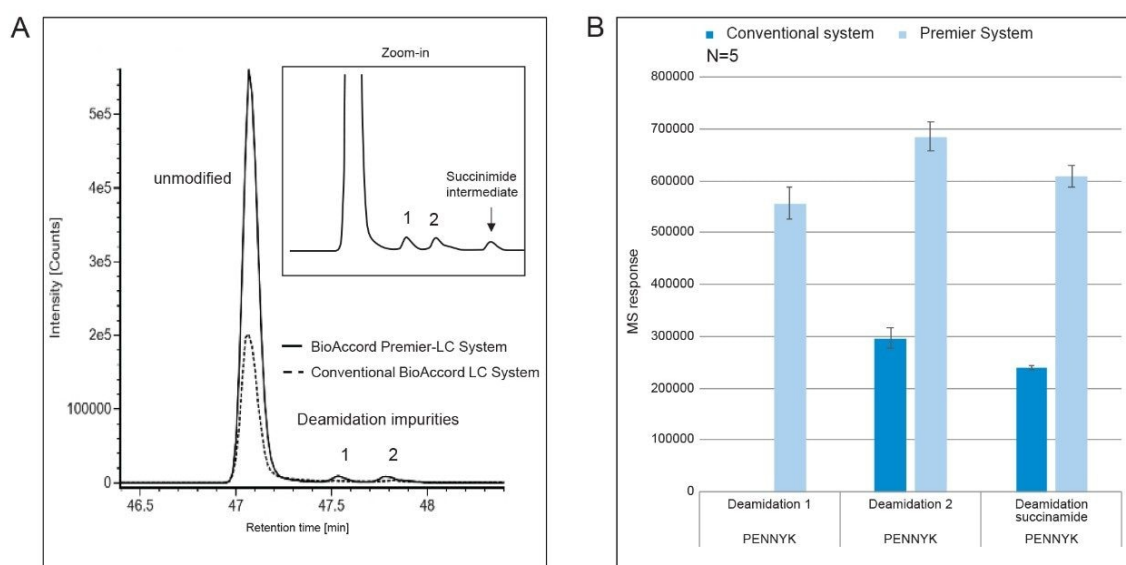 A
Zoom-in
unmodified
Succinimide
intermediate
1
2
Intensity [Counts]
5e5
4e5
3e5
2e5
100000
0
BioAccord Premier-LC System
Conventional BioAccord LC System
Deamidation impurities
1
2
46.5
47
47.5
48
Retention time [min]
B
Conventional system
Premier System
N=5
MS response
800000
700000
600000
500000
400000
300000
200000
100000
0
Deamidation 1
Deamidation 2
Deamidation
succinamide
PENNYK
PENNYK
PENNYK